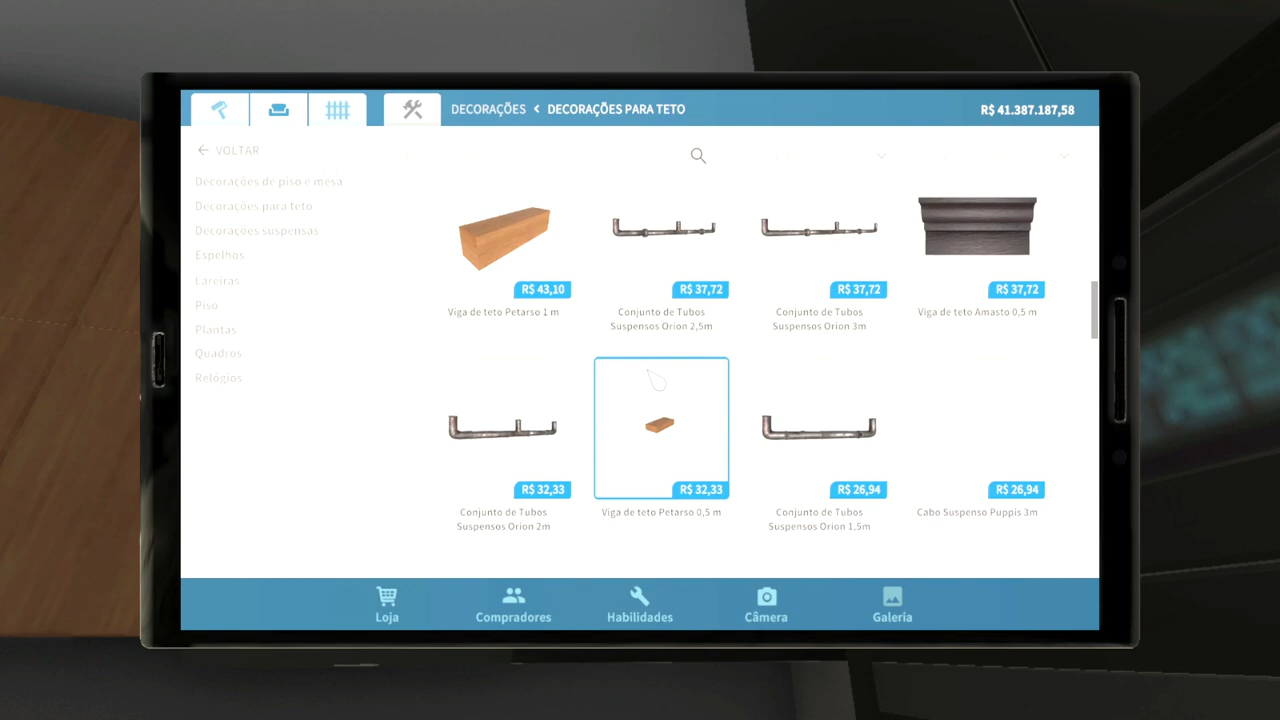 DECORAÇÕES < DECORAÇÕES PARA TETO
R$ 41.387.187,58
VOLTAR
Decorações de piso e mesa
Decorações para teto
Decorações suspensas
Espelhos
Lareiras
Piso
Plantas
Quadros
Relógios
R$ 43,10
R$ 37,72
R$ 37,72
R$ 37,72
Viga de teto Petarso 1 m
Conjunto de Tubos
Suspensos Orion 2,5m
Conjunto de Tubos
Suspensos Orion 3m
Viga de teto Amasto 0,5 m
R$ 32,33
R$ 32,33
R$ 26,94
R$ 26,94
Conjunto de Tubos
Suspensos Orion 2m
Viga de teto Petarso 0,5 m
Conjunto de Tubos
Suspensos Orion 1,5m
Cabo Suspenso Puppis 3m
Loja
Compradores
Habilidades
Câmera
Galeria